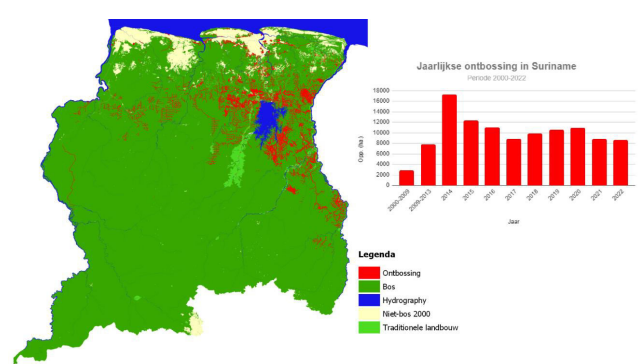 Jaarlijkse ontbossing in Suriname
Periode 2000-2022
18000
16000
14000
12000
10000
8000
6000
4000
2000
0
Opp. (ha)
2000-2009
2009-2013
2014
2015
2016
2017
2018
2019
2020
2021
2022
Jaar
Legenda
Ontbossing
Bos
Hydrography
Niet-bos 2000
Traditionele landbouw